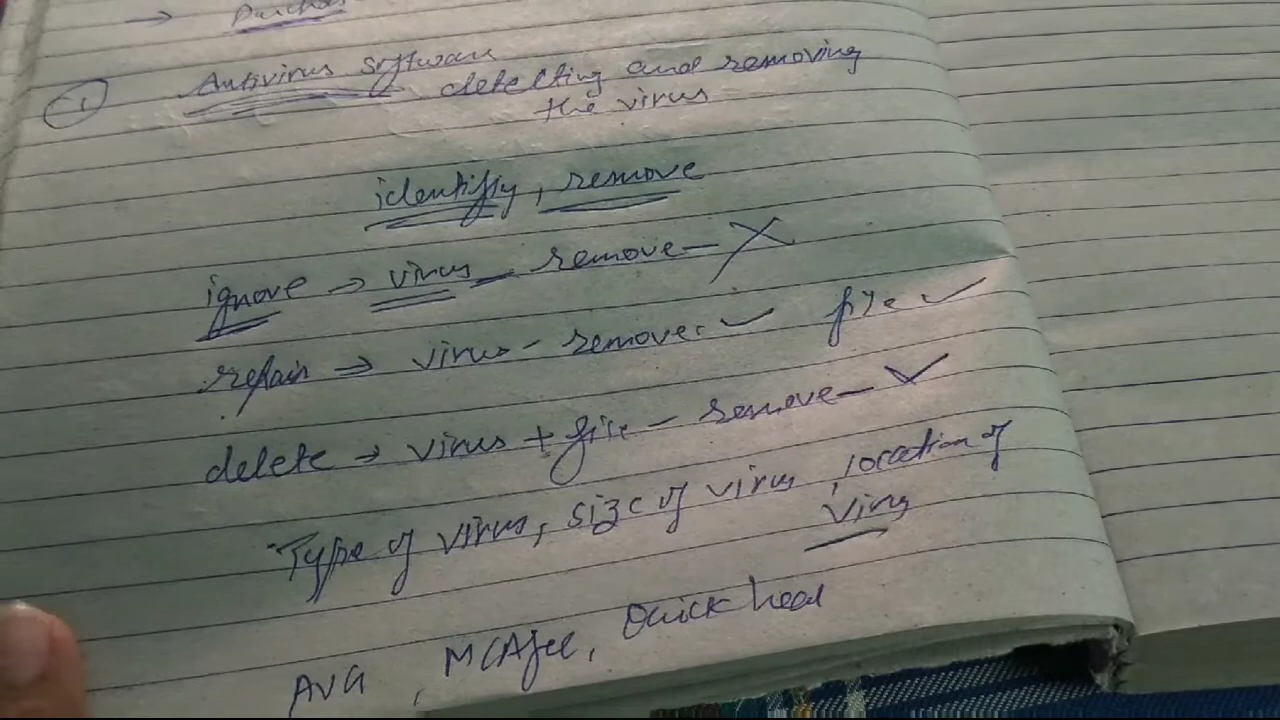 →
Antivirus software
detecting and removing
the virus
identifiy, remove
ignore → virus - remove - X
repair → virus - remove. ✓ file ✓
delete → virus + file - remove - ✓
Type of virus, size of virus, location of
virus
AVG, MCAfee, Quick heal